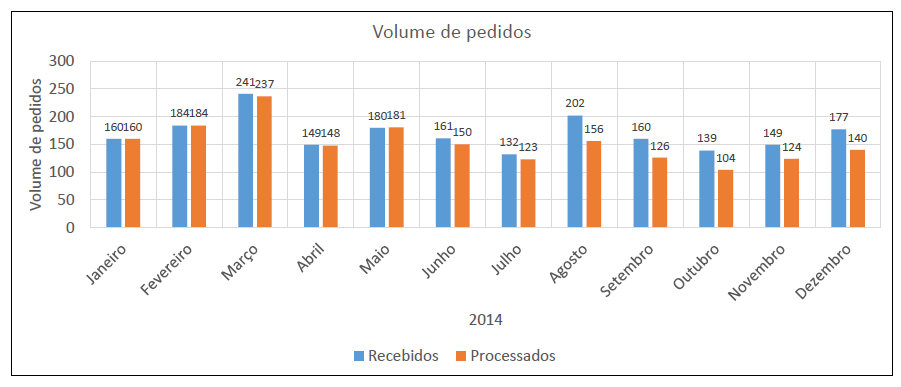 Volume de pedidos
Volume de pedidos
300
250
200
150
100
50
0
160 160 184 184 241 237 149 148 180 181 161 150 132 123 202 156 160 126 139 104 149 124 177 140
Janeiro Fevereiro Março Abril Maio Junho Julho Agosto Setembro Outubro Novembro Dezembro
2014
Recebidos Processados